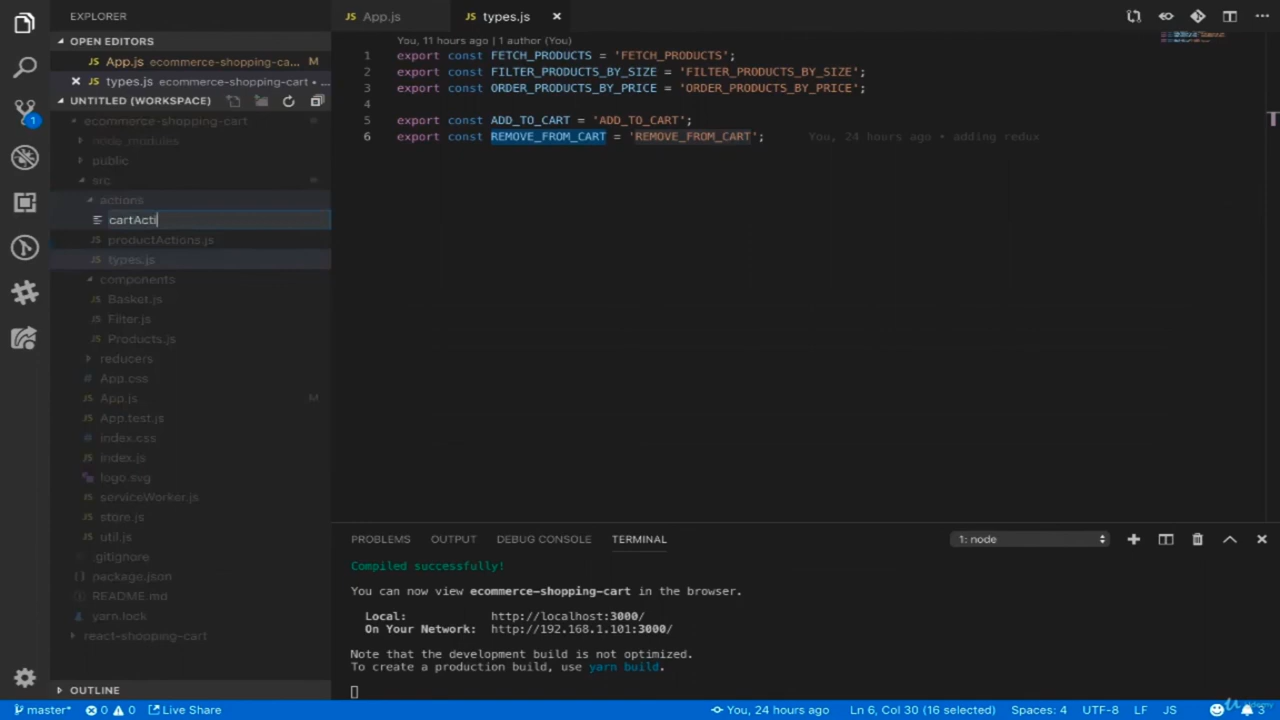 EXPLORER
OPEN EDITORS
App.js ecommerce-shopping-ca... M
types.js ecommerce-shopping-cart •...
UNTITLED (WORKSPACE)
ecommerce-shopping-cart
node_modules
public
src
actions
cartActi
productActions.js
types.js
components
Basket.js
Filter.js
Products.js
reducers
App.css
App.js M
App.test.js
index.css
index.js
logo.svg
serviceWorker.js
store.js
util.js
.gitignore
package.json
README.md
yarn.lock
react-shopping-cart
OUTLINE
JS App.js
JS types.js
You, 11 hours ago | 1 author (You)
1 export const FETCH_PRODUCTS = 'FETCH_PRODUCTS';
2 export const FILTER_PRODUCTS_BY_SIZE = 'FILTER_PRODUCTS_BY_SIZE';
3 export const ORDER_PRODUCTS_BY_PRICE = 'ORDER_PRODUCTS_BY_PRICE';
4
5 export const ADD_TO_CART = 'ADD_TO_CART';
6 export const REMOVE_FROM_CART = 'REMOVE_FROM_CART'; You, 24 hours ago • adding redux
PROBLEMS OUTPUT DEBUG CONSOLE TERMINAL 1: node
Compiled successfully!
You can now view ecommerce-shopping-cart in the browser.
Local: http://localhost:3000/
On Your Network: http://192.168.1.101:3000/
Note that the development build is not optimized.
To create a production build, use yarn build.
master* 0 0 Live Share You, 24 hours ago Ln 6, Col 30 (16 selected) Spaces: 4 UTF-8 LF JS 3